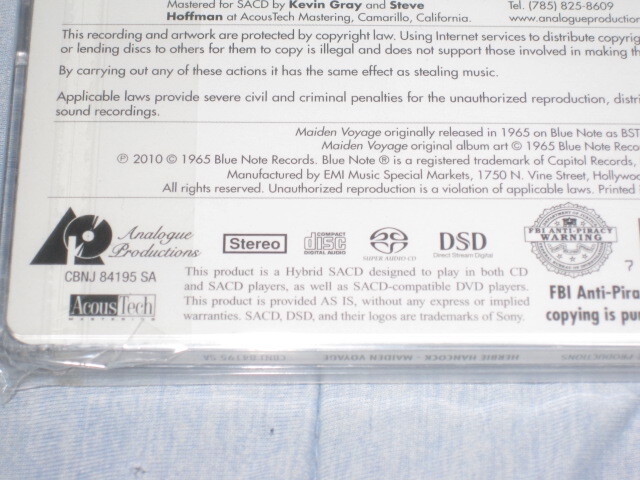 Mastered for SACD by Kevin Gray and Steve
Hoffman at AcousTech Mastering, Camarillo, California.
Tel. (785) 825-8609
www.analogueproduction
This recording and artwork are protected by copyright law. Using Internet services to distribute copyrig
or lending discs to others for them to copy is illegal and does not support those involved in making th
By carrying out any of these actions it has the same effect as stealing music.
Applicable laws provide severe civil and criminal penalties for the unauthorized reproduction, distri
sound recordings.
Maiden Voyage originally released in 1965 on Blue Note as BST
Maiden Voyage original album art © 1965 Blue Note Reco
℗ 2010 © 1965 Blue Note Records. Blue Note ® is a registered trademark of Capitol Records,
Manufactured by EMI Music Special Markets, 1750 N. Vine Street, Hollywoo
All rights reserved. Unauthorized reproduction is a violation of applicable laws. Printed
AP
Analogue
Productions
CBNJ 84195 SA
AcousTech
MASTERING
Stereo
COMPACT
disc
DIGITAL AUDIO
SUPER AUDIO CD
DSD
Direct Stream Digital
This product is a Hybrid SACD designed to play in both CD
and SACD players, as well as SACD-compatible DVD players.
This product is provided AS IS, without any express or implied
warranties. SACD, DSD, and their logos are trademarks of Sony.
FBI ANTI-PIRACY
WARNING
7
FBI Anti-Pira
copying is pu
CBNJ 84195 SA
HERBIE HANCOCK - MAIDEN VOYAGE
PRODUCTIONS